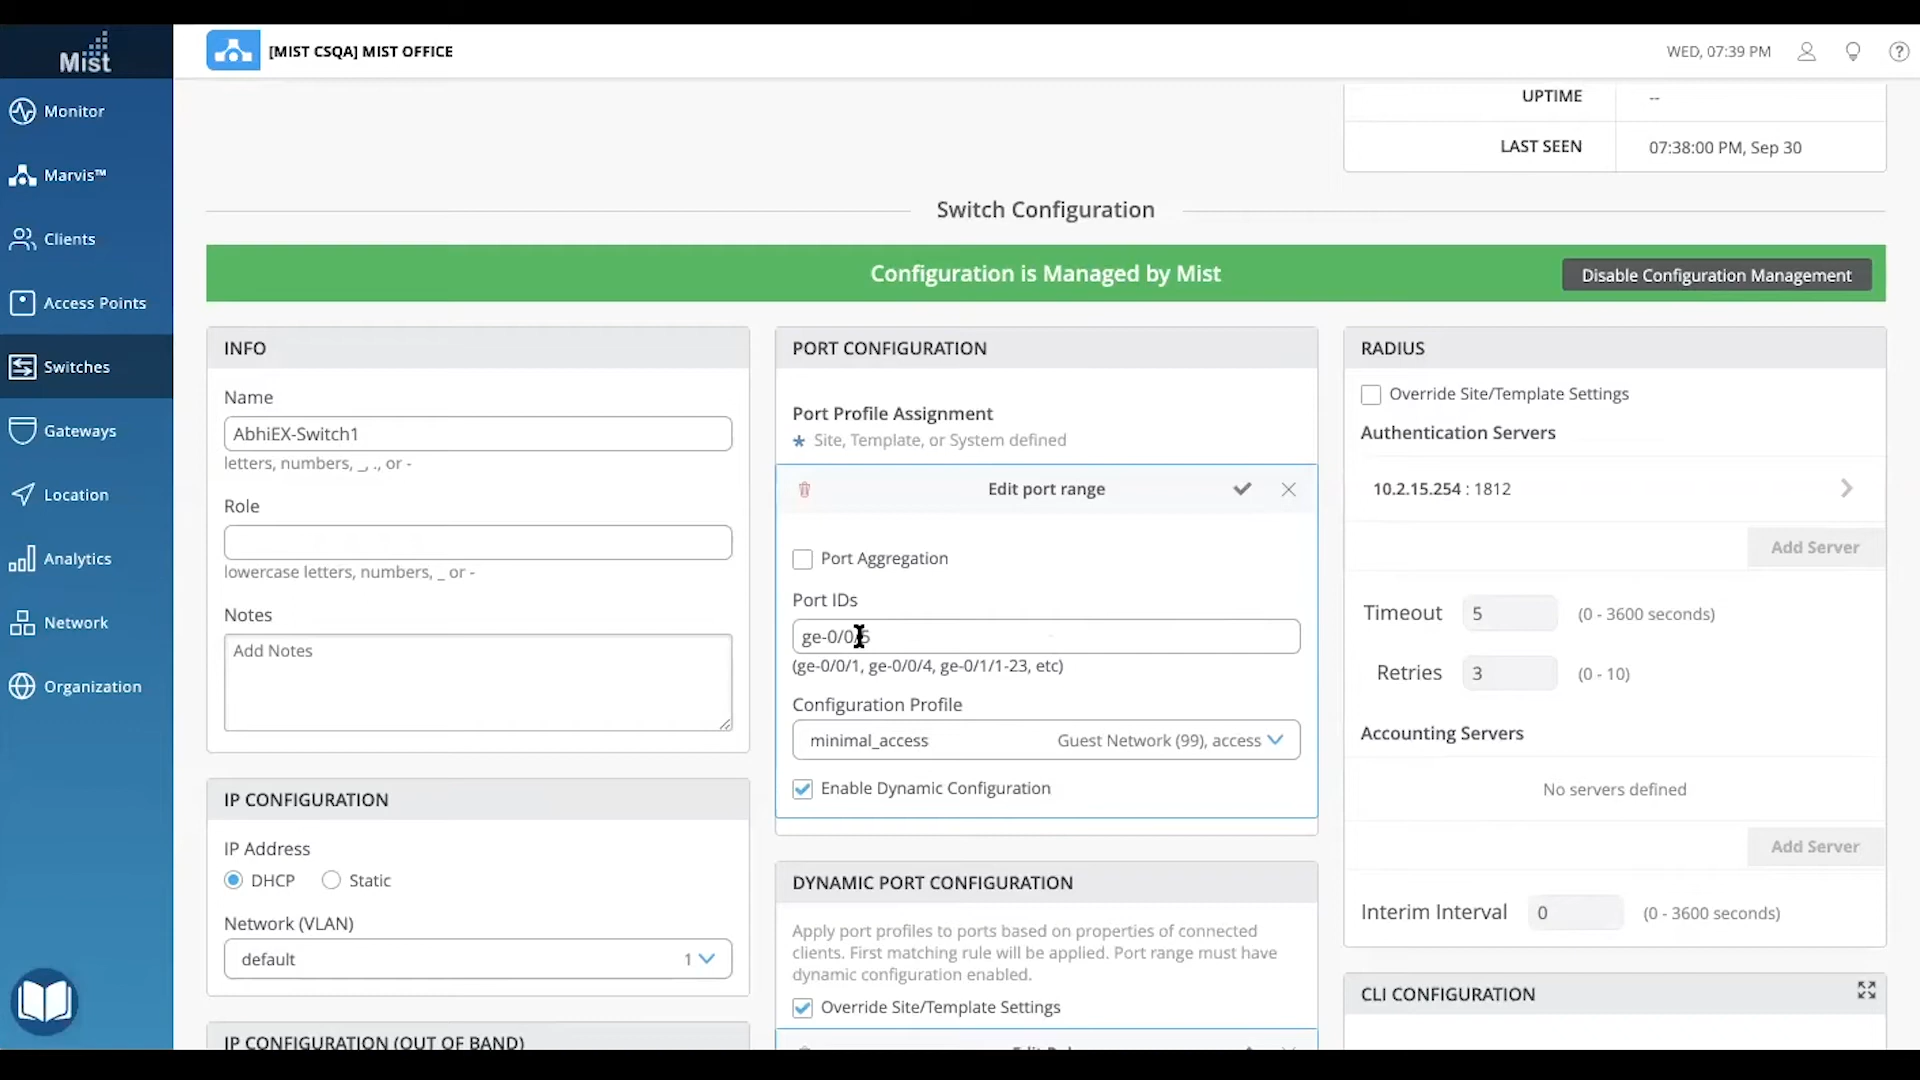 Mist
[MIST CSQA] MIST OFFICE
WED, 07:39 PM
Monitor
Marvis™
Clients
Access Points
Switches
Gateways
Location
Analytics
Network
Organization
UPTIME --
LAST SEEN 07:38:00 PM, Sep 30
Switch Configuration
Configuration is Managed by Mist
Disable Configuration Management
INFO
Name
AbhiEX-Switch1
letters, numbers, _, ., or -
Role
lowercase letters, numbers, _ or -
Notes
Add Notes
IP CONFIGURATION
IP Address
DHCP Static
Network (VLAN)
default 1
IP CONFIGURATION (OUT OF BAND)
PORT CONFIGURATION
Port Profile Assignment
* Site, Template, or System defined
Edit port range
Port Aggregation
Port IDs
ge-0/0/5
(ge-0/0/1, ge-0/0/4, ge-0/1/1-23, etc)
Configuration Profile
minimal_access Guest Network (99), access
Enable Dynamic Configuration
DYNAMIC PORT CONFIGURATION
Apply port profiles to ports based on properties of connected
clients. First matching rule will be applied. Port range must have
dynamic configuration enabled.
Override Site/Template Settings
RADIUS
Override Site/Template Settings
Authentication Servers
10.2.15.254 : 1812
Add Server
Timeout 5 (0 - 3600 seconds)
Retries 3 (0 - 10)
Accounting Servers
No servers defined
Add Server
Interim Interval 0 (0 - 3600 seconds)
CLI CONFIGURATION